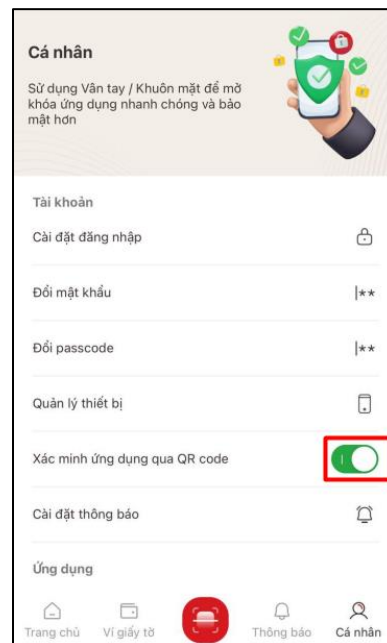 Cá nhân
Sử dụng Vân tay / Khuôn mặt để mở
khóa ứng dụng nhanh chóng và bảo
mật hơn
Tài khoản
Cài đặt đăng nhập
Đổi mật khẩu
Đổi passcode
Quản lý thiết bị
Xác minh ứng dụng qua QR code
Cài đặt thông báo
Ứng dụng
Trang chủ Ví giấy tờ Thông báo Cá nhân